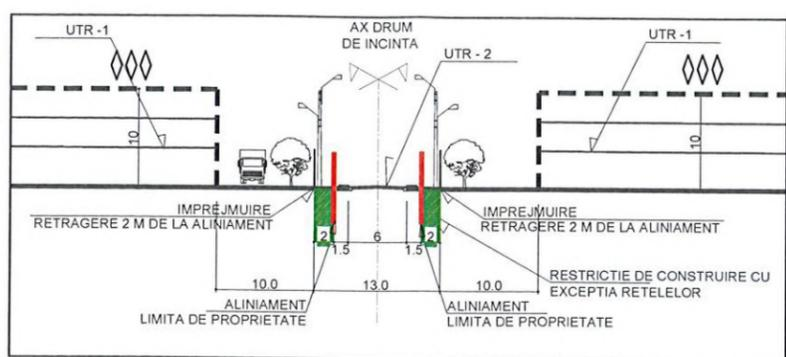 AX DRUM
DE INCINTA
UTR -1
UTR - 2
UTR -1
10
10
IMPREJMUIRE
RETRAGERE 2 M DE LA ALINIAMENT
IMPREJMUIRE
RETRAGERE 2 M DE LA ALINIAMENT
2
1.5
6
1.5
2
10.0
13.0
10.0
RESTRICTIE DE CONSTRUIRE CU
EXCEPTIA RETELELOR
ALINIAMENT
LIMITA DE PROPRIETATE
ALINIAMENT
LIMITA DE PROPRIETATE